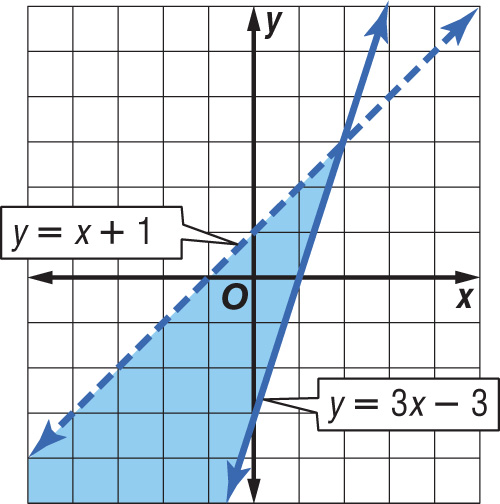 y
y = x + 1
O
x
y = 3x − 3